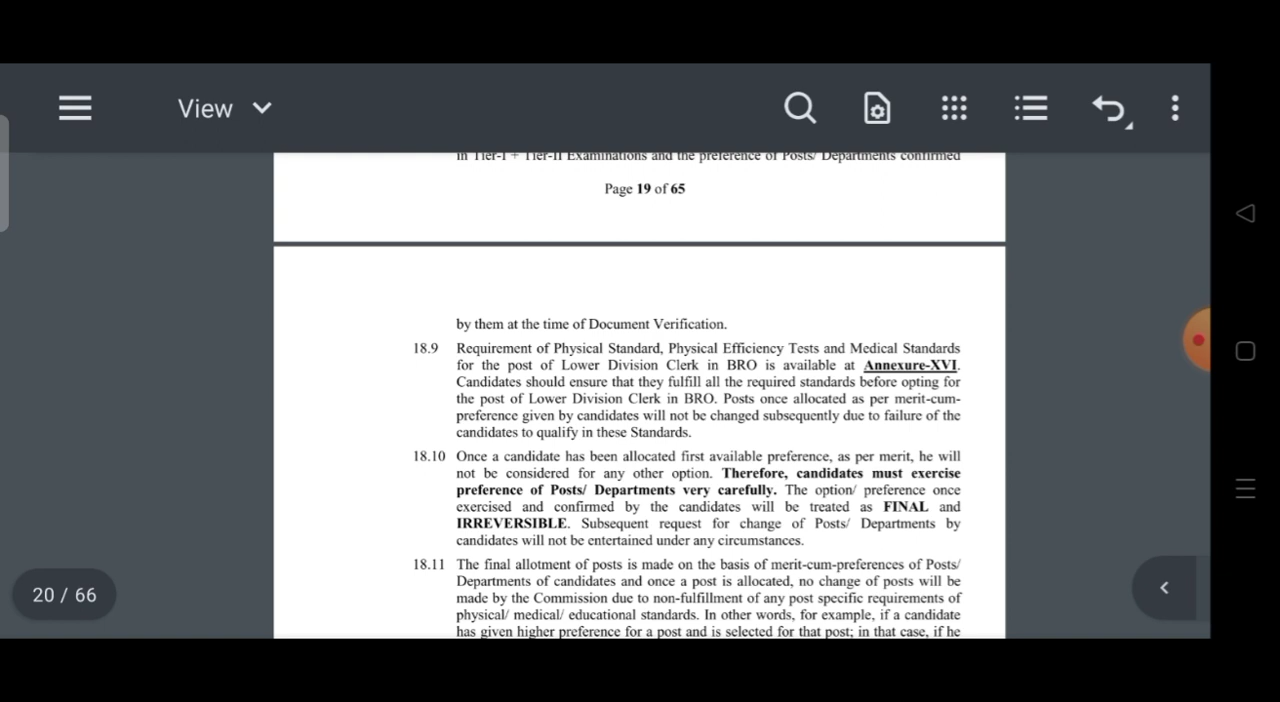 View
in Tier-I + Tier-II Examinations and the preference of Posts/ Departments confirmed
Page 19 of 65
by them at the time of Document Verification.
18.9 Requirement of Physical Standard, Physical Efficiency Tests and Medical Standards
for the post of Lower Division Clerk in BRO is available at Annexure-XVI.
Candidates should ensure that they fulfill all the required standards before opting for
the post of Lower Division Clerk in BRO. Posts once allocated as per merit-cum-
preference given by candidates will not be changed subsequently due to failure of the
candidates to qualify in these Standards.
18.10 Once a candidate has been allocated first available preference, as per merit, he will
not be considered for any other option. Therefore, candidates must exercise
preference of Posts/ Departments very carefully. The option/ preference once
exercised and confirmed by the candidates will be treated as FINAL and
IRREVERSIBLE. Subsequent request for change of Posts/ Departments by
candidates will not be entertained under any circumstances.
18.11 The final allotment of posts is made on the basis of merit-cum-preferences of Posts/
Departments of candidates and once a post is allocated, no change of posts will be
made by the Commission due to non-fulfillment of any post specific requirements of
physical/ medical/ educational standards. In other words, for example, if a candidate
has given higher preference for a post and is selected for that post; in that case, if he
20 / 66